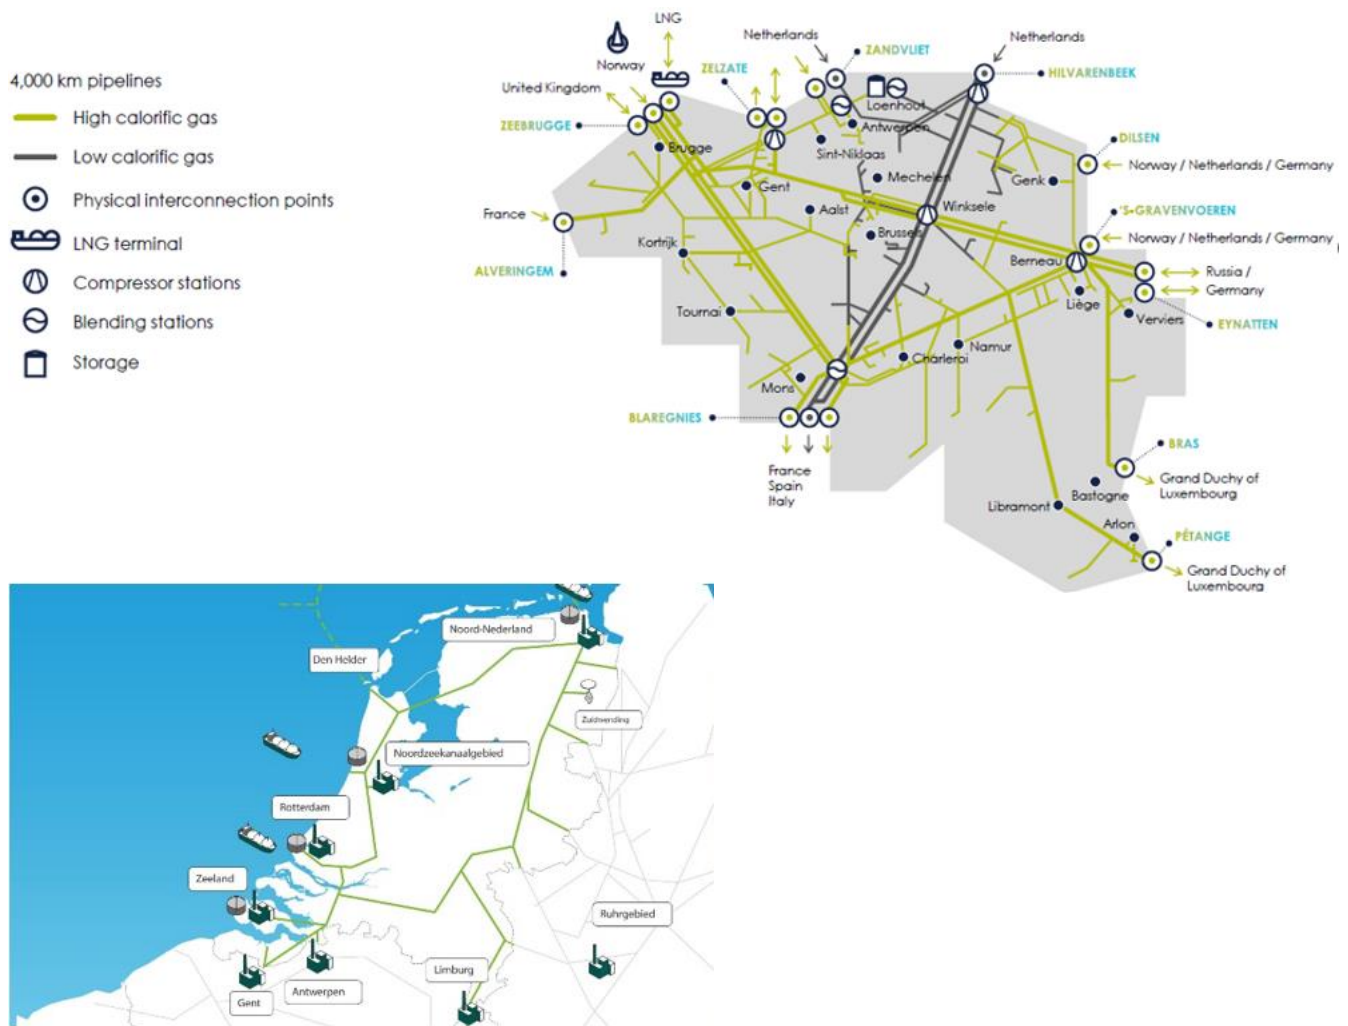 4,000 km pipelines
High calorific gas
Low calorific gas
Physical interconnection points
LNG terminal
Compressor stations
Blending stations
Storage
LNG
Norway
United Kingdom
ZEEBRUGGE
Brugge
ZELZATE
Netherlands
ZANDVLIET
Netherlands
HILVARENBEEK
Loenhout
Antwerpen
Sint-Niklaas
DILSEN
Norway / Netherlands / Germany
Mechelen
Genk
Gent
Aalst
Winksele
'S-GRAVENVOEREN
Norway / Netherlands / Germany
France
Kortrijk
Brussels
Berneau
ALVERINGEM
Russia /
Germany
Liège
Tournai
Verviers
EYNATTEN
Namur
Charleroi
Mons
BLAREGNIES
BRAS
France
Spain
Italy
Grand Duchy of
Luxembourg
Bastogne
Libramont
Arlon
PÉTANGE
Grand Duchy of
Luxembourg
Noord-Nederland
Den Helder
Zuidwending
Noordzeekanaalgebied
Rotterdam
Zeeland
Ruhrgebied
Limburg
Antwerpen
Gent